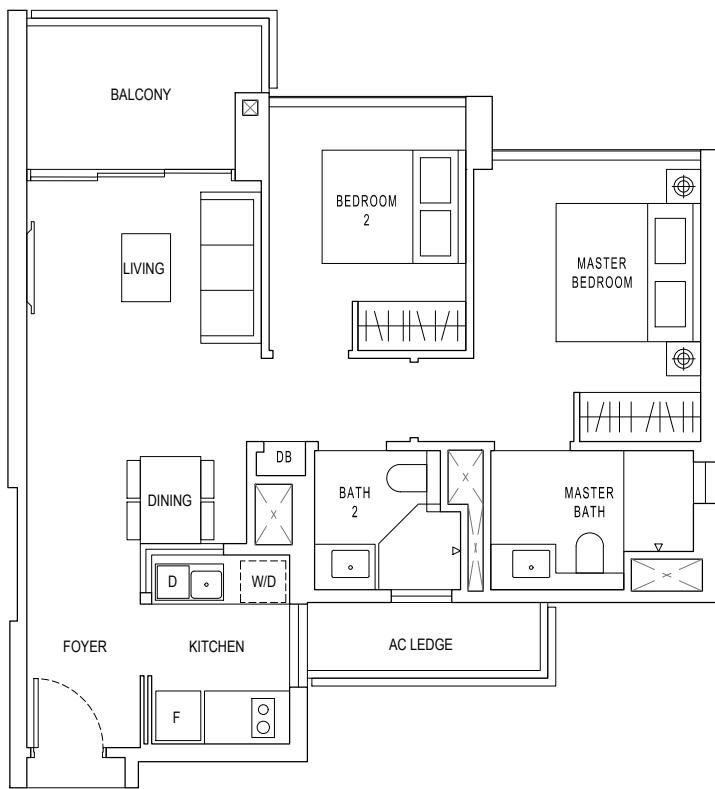 BALCONY
BEDROOM
2
LIVING
MASTER
BEDROOM
DB
DINING
BATH
2
MASTER
BATH
D
W/D
FOYER
KITCHEN
AC LEDGE
F